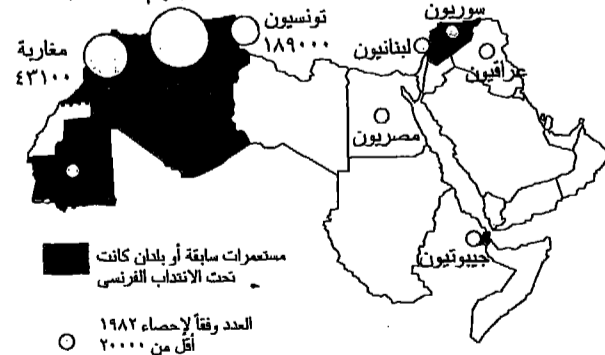 تونسيون
١٨٩٠٠٠
مغاربة
٤٣١٠٠
سوريون
لبنانيون
عراقيون
مصريون
جيبوتيون
مستعمرات سابقة أو بلدان كانت
تحت الانتداب الفرنسى
العدد وفقاً لإحصاء ١٩٨٢
أقل من ٢٠٠٠٠